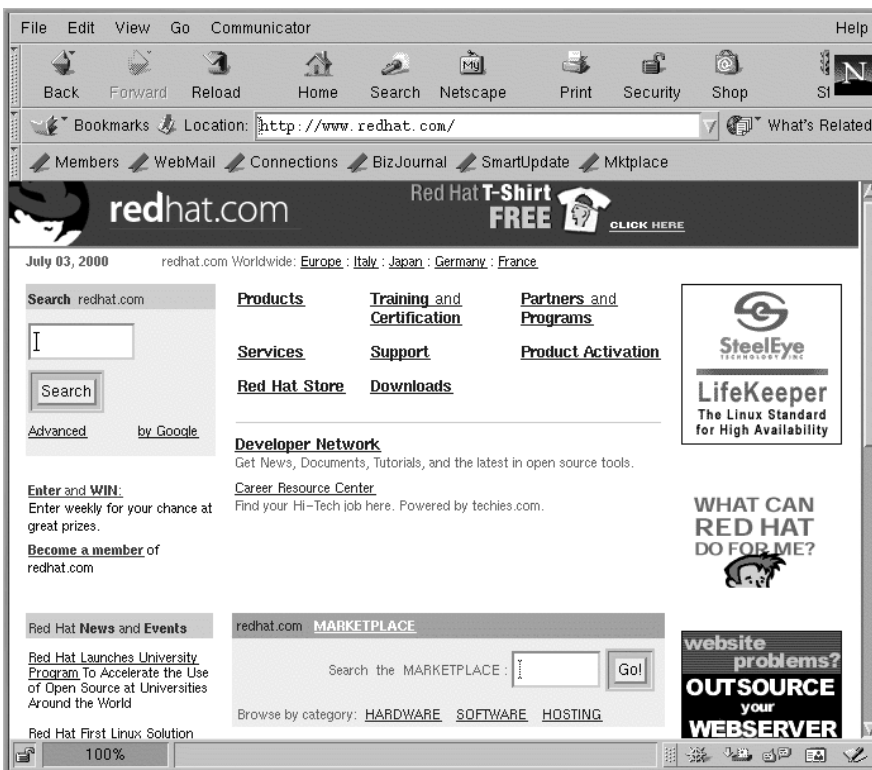 File Edit View Go Communicator Help
Back Forward Reload Home Search Netscape Print Security Shop
My
N
Bookmarks Location: http://www.redhat.com/ What's Related
Members WebMail Connections BizJournal SmartUpdate Mktplace
redhat.com
Red Hat T-Shirt
FREE CLICK HERE
July 03, 2000 redhat.com Worldwide: Europe : Italy : Japan : Germany : France
Search redhat.com
Search
Advanced by Google
Enter and WIN:
Enter weekly for your chance at
great prizes.
Become a member of
redhat.com
Products
Training and
Certification
Partners and
Programs
Services Support Product Activation
Red Hat Store Downloads
Developer Network
Get News, Documents, Tutorials, and the latest in open source tools.
Career Resource Center
Find your Hi-Tech job here. Powered by techies.com.
SteelEye
TECHNOLOGY INC
LifeKeeper
The Linux Standard
for High Availability
WHAT CAN
RED HAT
DO FOR ME?
Red Hat News and Events
Red Hat Launches University
Program To Accelerate the Use
of Open Source at Universities
Around the World
Red Hat First Linux Solution
redhat.com MARKETPLACE
Search the MARKETPLACE: Go!
Browse by category: HARDWARE SOFTWARE HOSTING
website
problems?
OUTSOURCE
your
WEBSERVER
100%